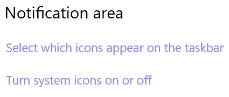 Notification area
Select which icons appear on the taskbar
Turn system icons on or off